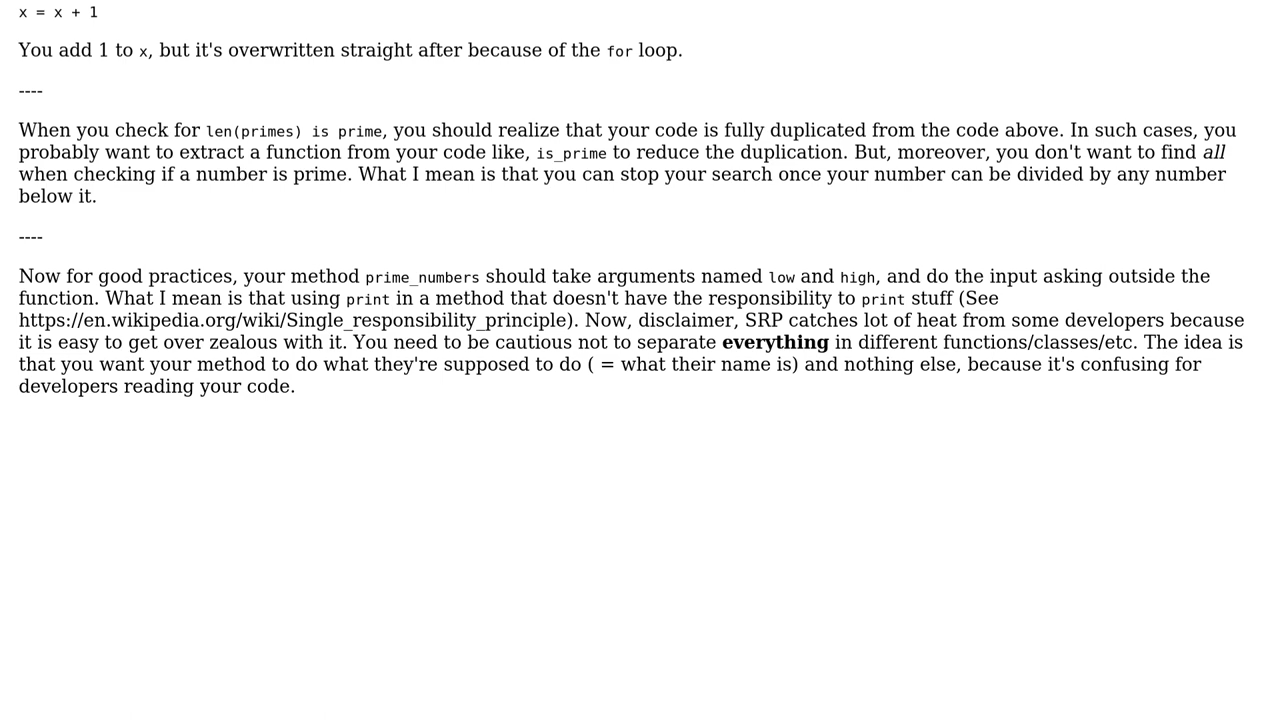 x = x + 1
You add 1 to x, but it's overwritten straight after because of the for loop.
----
When you check for len(primes) is prime, you should realize that your code is fully duplicated from the code above. In such cases, you
probably want to extract a function from your code like, is_prime to reduce the duplication. But, moreover, you don't want to find all
when checking if a number is prime. What I mean is that you can stop your search once your number can be divided by any number
below it.
----
Now for good practices, your method prime_numbers should take arguments named low and high, and do the input asking outside the
function. What I mean is that using print in a method that doesn't have the responsibility to print stuff (See
https://en.wikipedia.org/wiki/Single_responsibility_principle). Now, disclaimer, SRP catches lot of heat from some developers because
it is easy to get over zealous with it. You need to be cautious not to separate everything in different functions/classes/etc. The idea is
that you want your method to do what they're supposed to do ( = what their name is) and nothing else, because it's confusing for
developers reading your code.